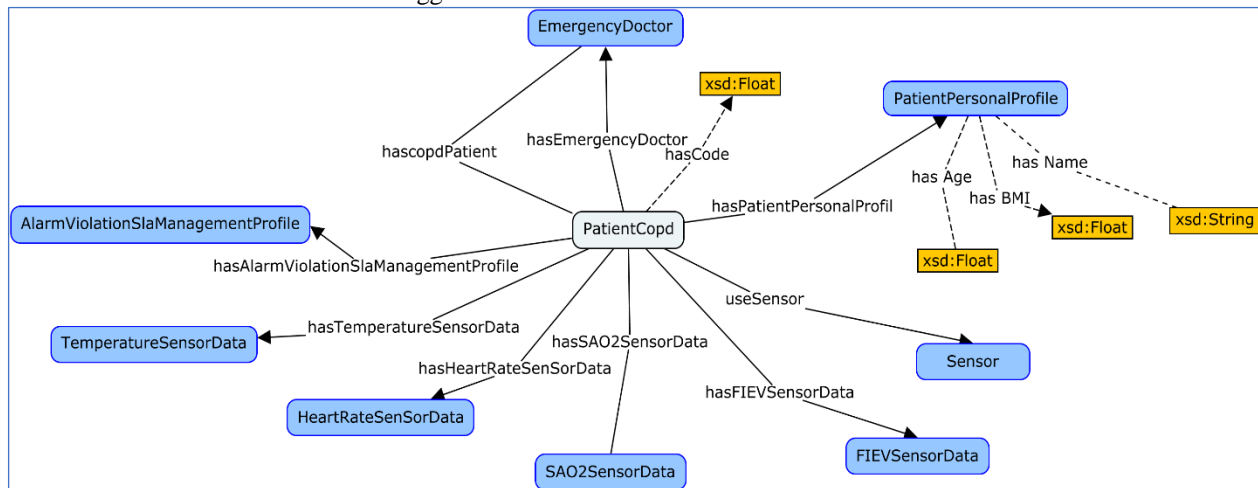 gg
EmergencyDoctor
xsd:Float
PatientPersonalProfile
hascopdPatient
hasEmergencyDoctor
hasCode
has Name
has Age
hasPatientPersonalProfil
has BMI
AlarmViolationSlaManagementProfile
PatientCopd
xsd:Float
xsd:String
hasAlarmViolationSlaManagementProfile
xsd:Float
useSensor
hasTemperatureSensorData
TemperatureSensorData
hasSAO2SensorData
Sensor
hasHeartRateSenSorData
hasFIEVSensorData
HeartRateSenSorData
FIEVSensorData
SAO2SensorData